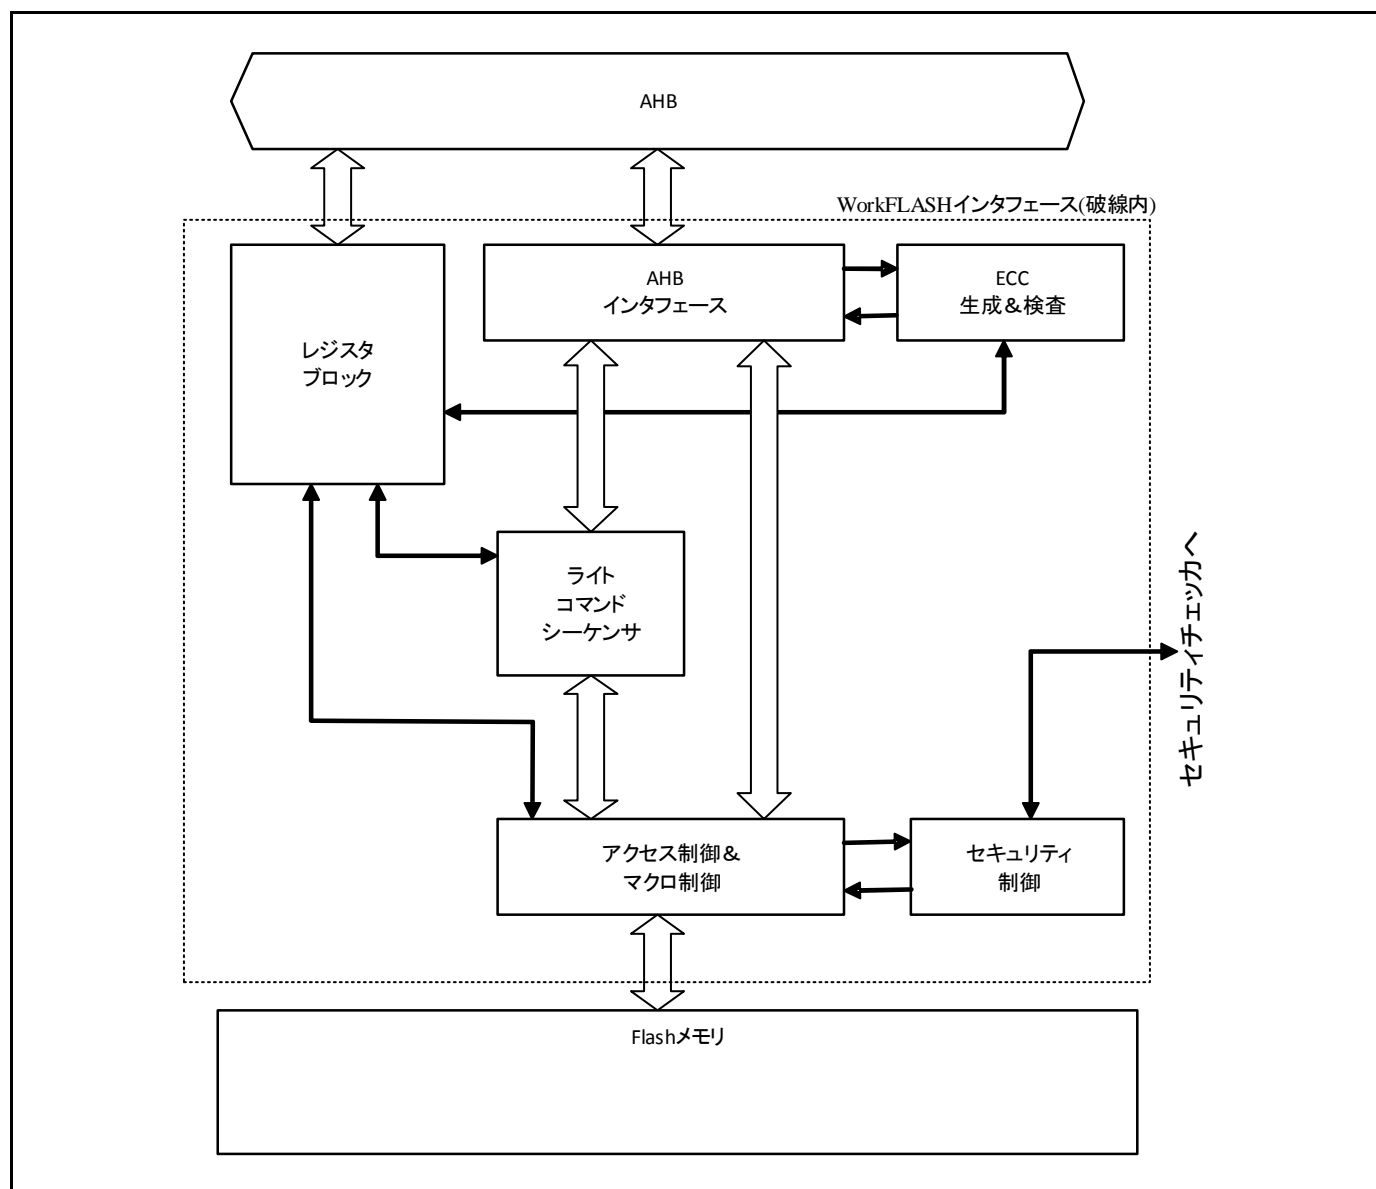 AHB
WorkFLASHインタフェース(破線内)
レジスタ
ブロック
AHB
インタフェース
ECC
生成&検査
ライト
コマンド
シーケンサ
セキュリティチェッカへ
アクセス制御&
マクロ制御
セキュリティ
制御
Flashメモリ